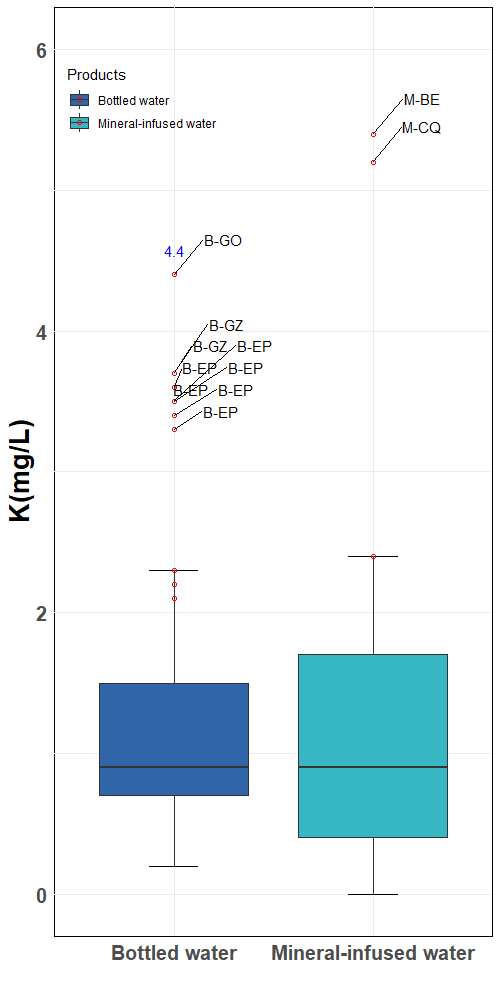 6
Products
Bottled water
Mineral-infused water
M-BE
M-CQ
4.4
B-GO
B-GZ
4
B-GZ
B-EP
B-EP
B-EP
B-EP
B-EP
B-EP
K(mg/L)
2
0
Bottled water
Mineral-infused water